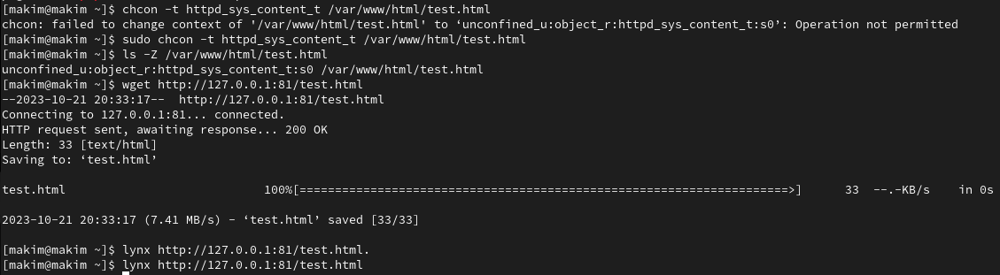 [makim@makim ~]$ chcon -t httpd_sys_content_t /var/www/html/test.html
chcon: failed to change context of '/var/www/html/test.html' to ‘unconfined_u:object_r:httpd_sys_content_t:s0’: Operation not permitted
[makim@makim ~]$ sudo chcon -t httpd_sys_content_t /var/www/html/test.html
[makim@makim ~]$ ls -Z /var/www/html/test.html
unconfined_u:object_r:httpd_sys_content_t:s0 /var/www/html/test.html
[makim@makim ~]$ wget http://127.0.0.1:81/test.html
--2023-10-21 20:33:17--  http://127.0.0.1:81/test.html
Connecting to 127.0.0.1:81... connected.
HTTP request sent, awaiting response... 200 OK
Length: 33 [text/html]
Saving to: ‘test.html’
test.html 100%[======================================================================>] 33 --.-KB/s in 0s
2023-10-21 20:33:17 (7.41 MB/s) - ‘test.html’ saved [33/33]
[makim@makim ~]$ lynx http://127.0.0.1:81/test.html.
[makim@makim ~]$ lynx http://127.0.0.1:81/test.html